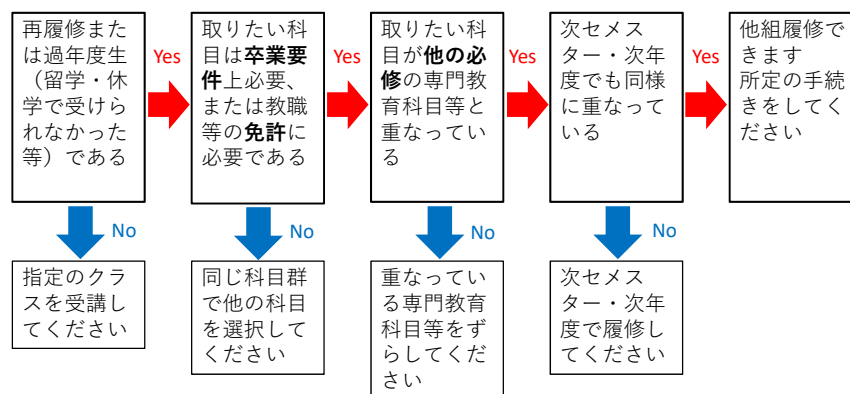 再履修また
は過年度生
（留学・休
学で受けら
れなかった
等）である
Yes
取りたい科
目は卒業要
件上必要、
または教職
等の免許に
必要である
Yes
取りたい科
目が他の必
修の専門教
育科目等と
重なってい
る
Yes
次セメス
ター・次年
度でも同様
に重なって
いる
Yes
他組履修で
きます
所定の手続
きをしてく
ださい
No
No
No
No
指定のクラ
スを受講し
てください
同じ科目群
で他の科目
を選択して
ください
重なってい
る専門教育
科目等をず
らしてくだ
さい
次セメス
ター・次年
度で履修し
てください